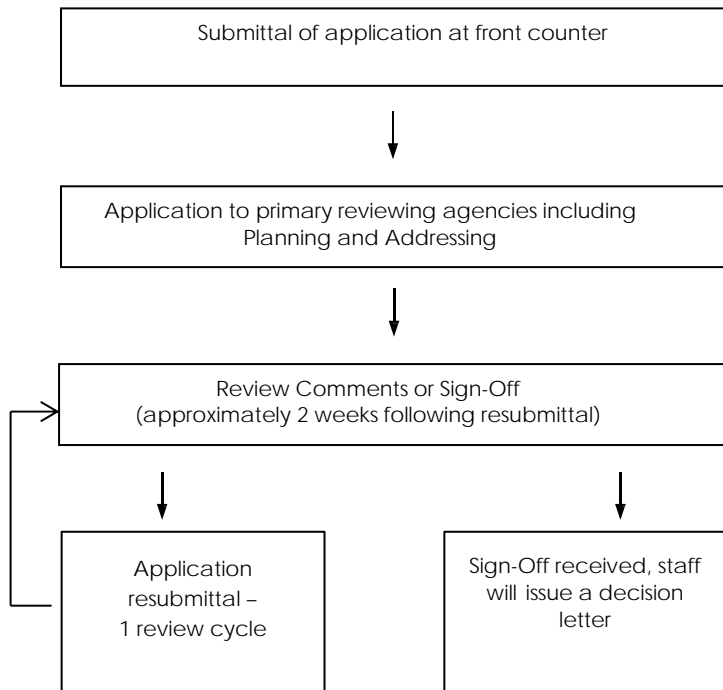 Submittal of application at front counter
Application to primary reviewing agencies including
Planning and Addressing
Review Comments or Sign-Off
(approximately 2 weeks following resubmittal)
Application
resubmittal –
1 review cycle
Sign-Off received, staff
will issue a decision
letter